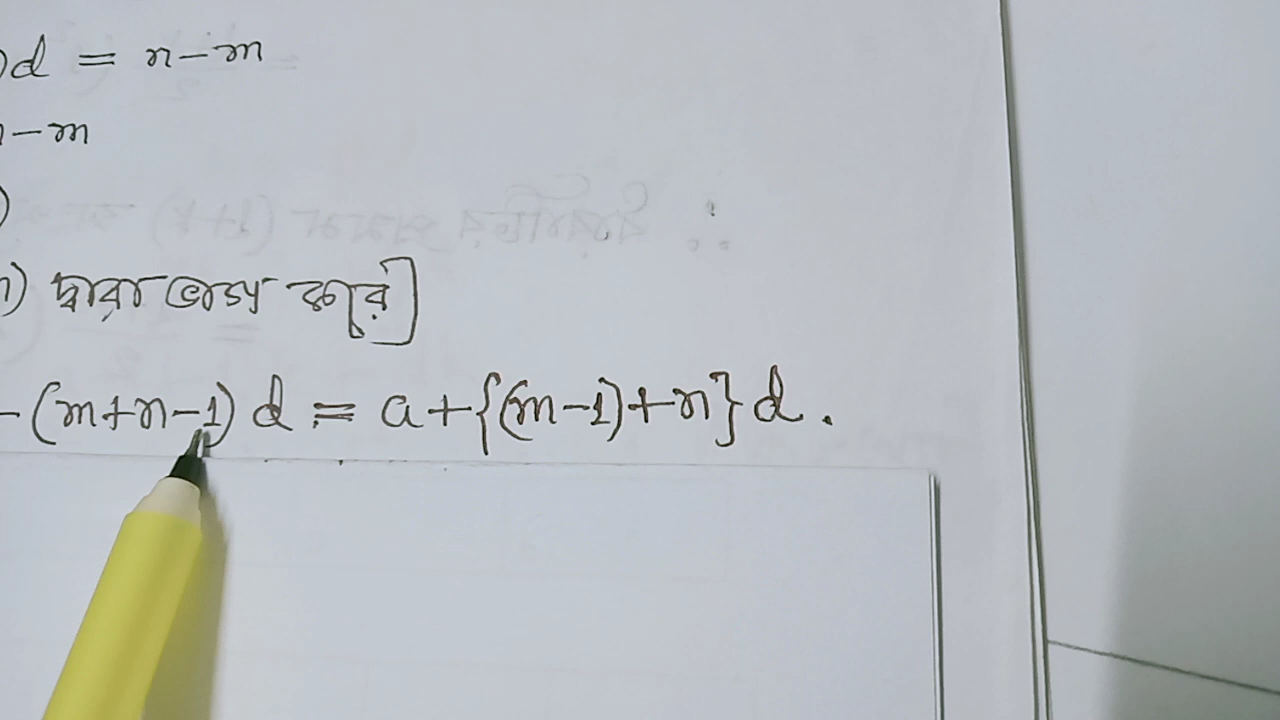 )d = n-m
n-m
)
n) দ্বারা ভাগ করে]
-(m+n-1)d = a+{(m-1)+n}d.